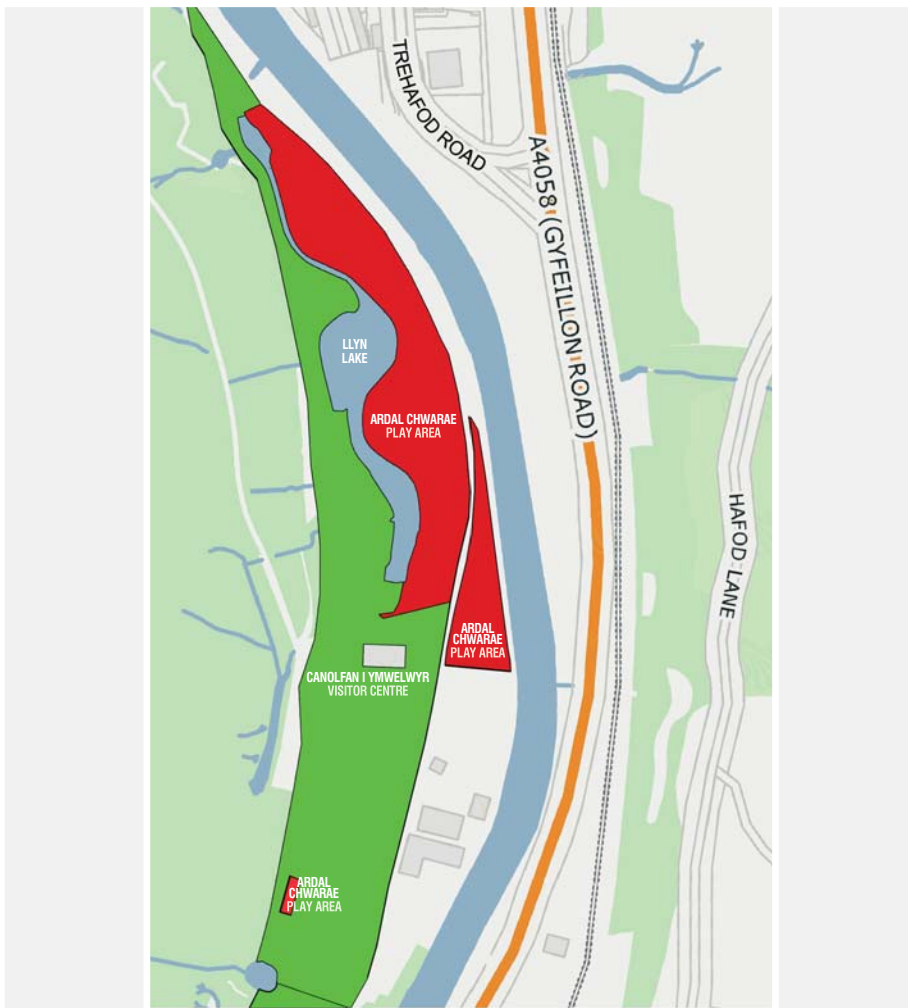 TREHAFOD ROAD
A4058 (GYFEILLON ROAD)
LLYN
LAKE
ARDAL CHWARAE
PLAY AREA
HAFOD LANE
ARDAL
CHWARAE
PLAY AREA
CANOLFAN I YMWELWYR
VISITOR CENTRE
ARDAL
CHWARAE
PLAY AREA